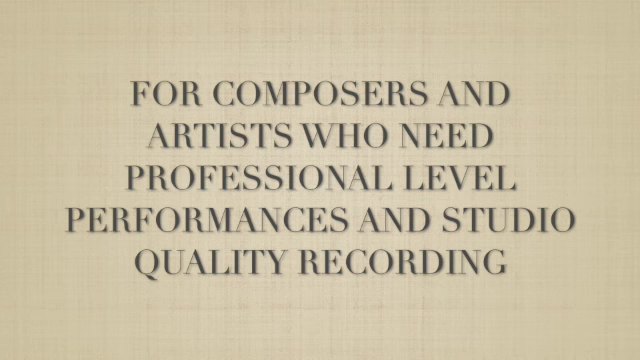 FOR COMPOSERS AND
ARTISTS WHO NEED
PROFESSIONAL LEVEL
PERFORMANCES AND STUDIO
QUALITY RECORDING